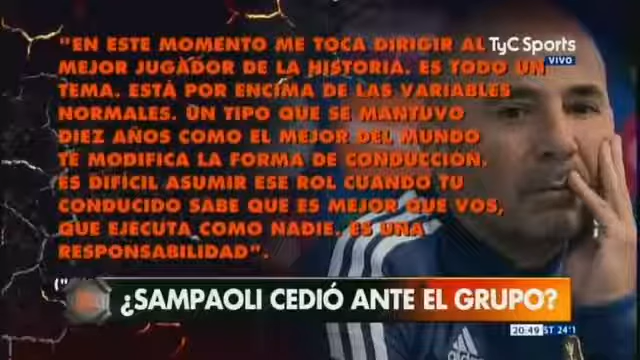 "EN ESTE MOMENTO ME TOCA DIRIGIR AL
MEJOR JUGADOR DE LA HISTORIA. ES TODO UN
TEMA. ESTÁ POR ENCIMA DE LAS VARIABLES
NORMALES. UN TIPO QUE SE MANTUVO
DIEZ AÑOS COMO EL MEJOR DEL MUNDO
TE MODIFICA LA FORMA DE CONDUCCIÓN.
ES DIFÍCIL ASUMIR ESE ROL CUANDO TU
CONDUCIDO SABE QUE ES MEJOR QUE VOS,
QUE EJECUTA COMO NADIE. ES UNA
RESPONSABILIDAD".
TyC Sports
VIVO
¿SAMPAOLI CEDIÓ ANTE EL GRUPO?
20:49 ST 24'1